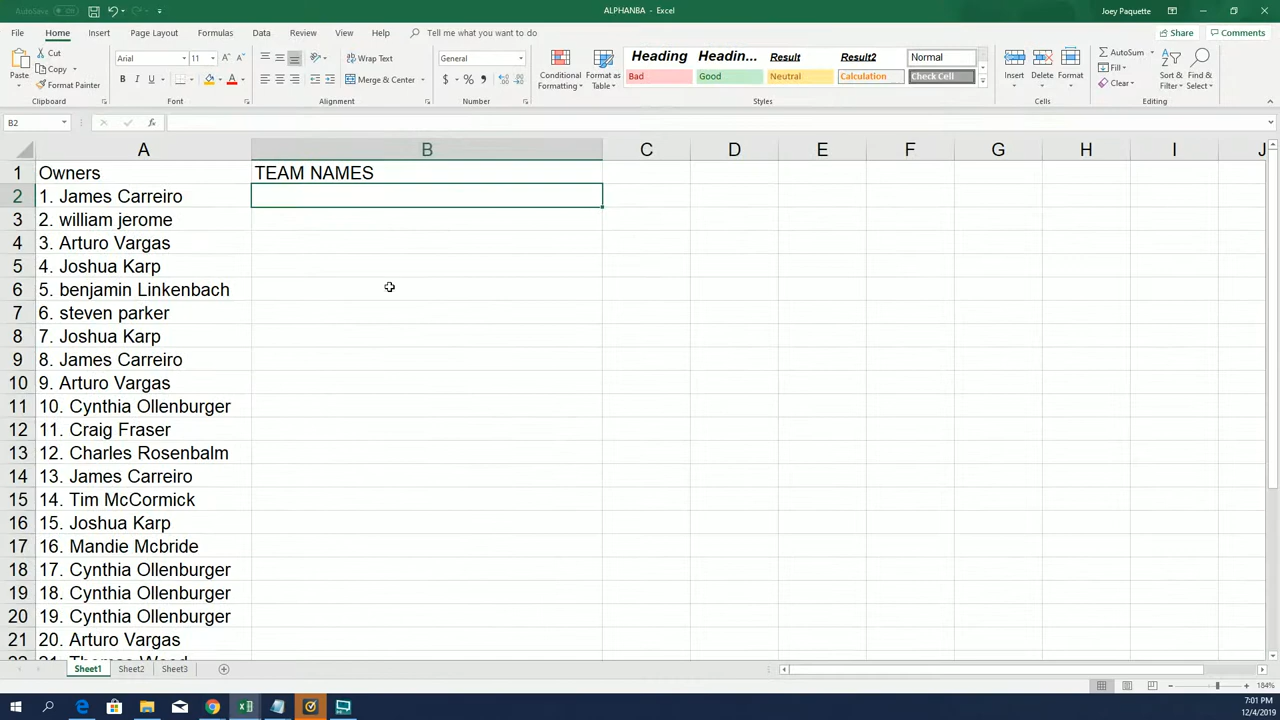 AutoSave Off
ALPHANBA - Excel
Joey Paquette
File Home Insert Page Layout Formulas Data Review View Help Tell me what you want to do
Share Comments
Paste
Cut
Copy
Format Painter
Clipboard
Arial 11
B I U
Font
Wrap Text
Merge & Center
Alignment
General
$ % ,
Number
Conditional Formatting
Format as Table
Heading Headin... Result Result2 Normal
Bad Good Neutral Calculation Check Cell
Styles
Insert Delete Format
Cells
AutoSum
Fill
Clear
Sort & Filter
Find & Select
Editing
B2
fx
A B C D E F G H I J
1 Owners TEAM NAMES
2 1. James Carreiro
3 2. william jerome
4 3. Arturo Vargas
5 4. Joshua Karp
6 5. benjamin Linkenbach
7 6. steven parker
8 7. Joshua Karp
9 8. James Carreiro
10 9. Arturo Vargas
11 10. Cynthia Ollenburger
12 11. Craig Fraser
13 12. Charles Rosenbalm
14 13. James Carreiro
15 14. Tim McCormick
16 15. Joshua Karp
17 16. Mandie Mcbride
18 17. Cynthia Ollenburger
19 18. Cynthia Ollenburger
20 19. Cynthia Ollenburger
21 20. Arturo Vargas
Sheet1 Sheet2 Sheet3
184%
7:01 PM
12/4/2019